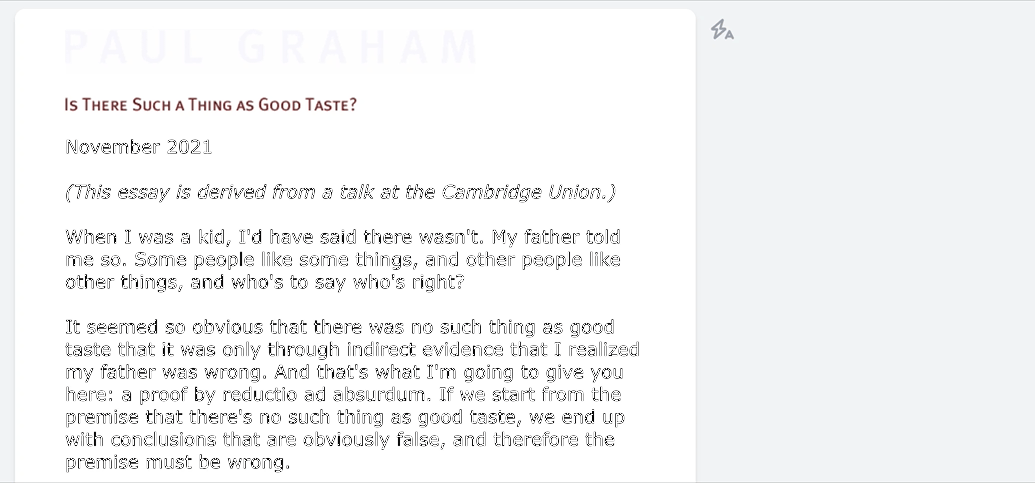 PAUL GRAHAM
Is There Such a Thing as Good Taste?
November 2021
(This essay is derived from a talk at the Cambridge Union.)
When I was a kid, I'd have said there wasn't. My father told
me so. Some people like some things, and other people like
other things, and who's to say who's right?
It seemed so obvious that there was no such thing as good
taste that it was only through indirect evidence that I realized
my father was wrong. And that's what I'm going to give you
here: a proof by reductio ad absurdum. If we start from the
premise that there's no such thing as good taste, we end up
with conclusions that are obviously false, and therefore the
premise must be wrong.